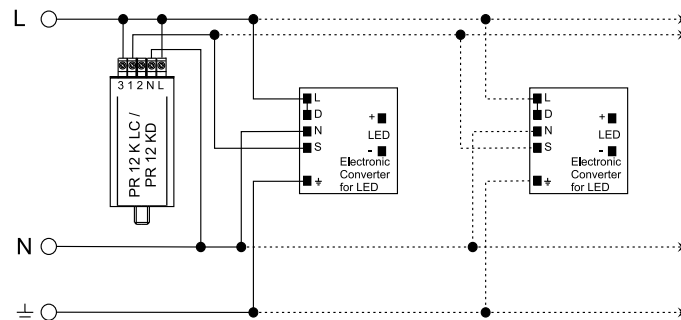 L
3 1 2 N L
PR 12 K LC /
PR 12 KD
L
D
N
S
+
LED
-
Electronic
Converter
for LED
L
D
N
S
+
LED
-
Electronic
Converter
for LED
N